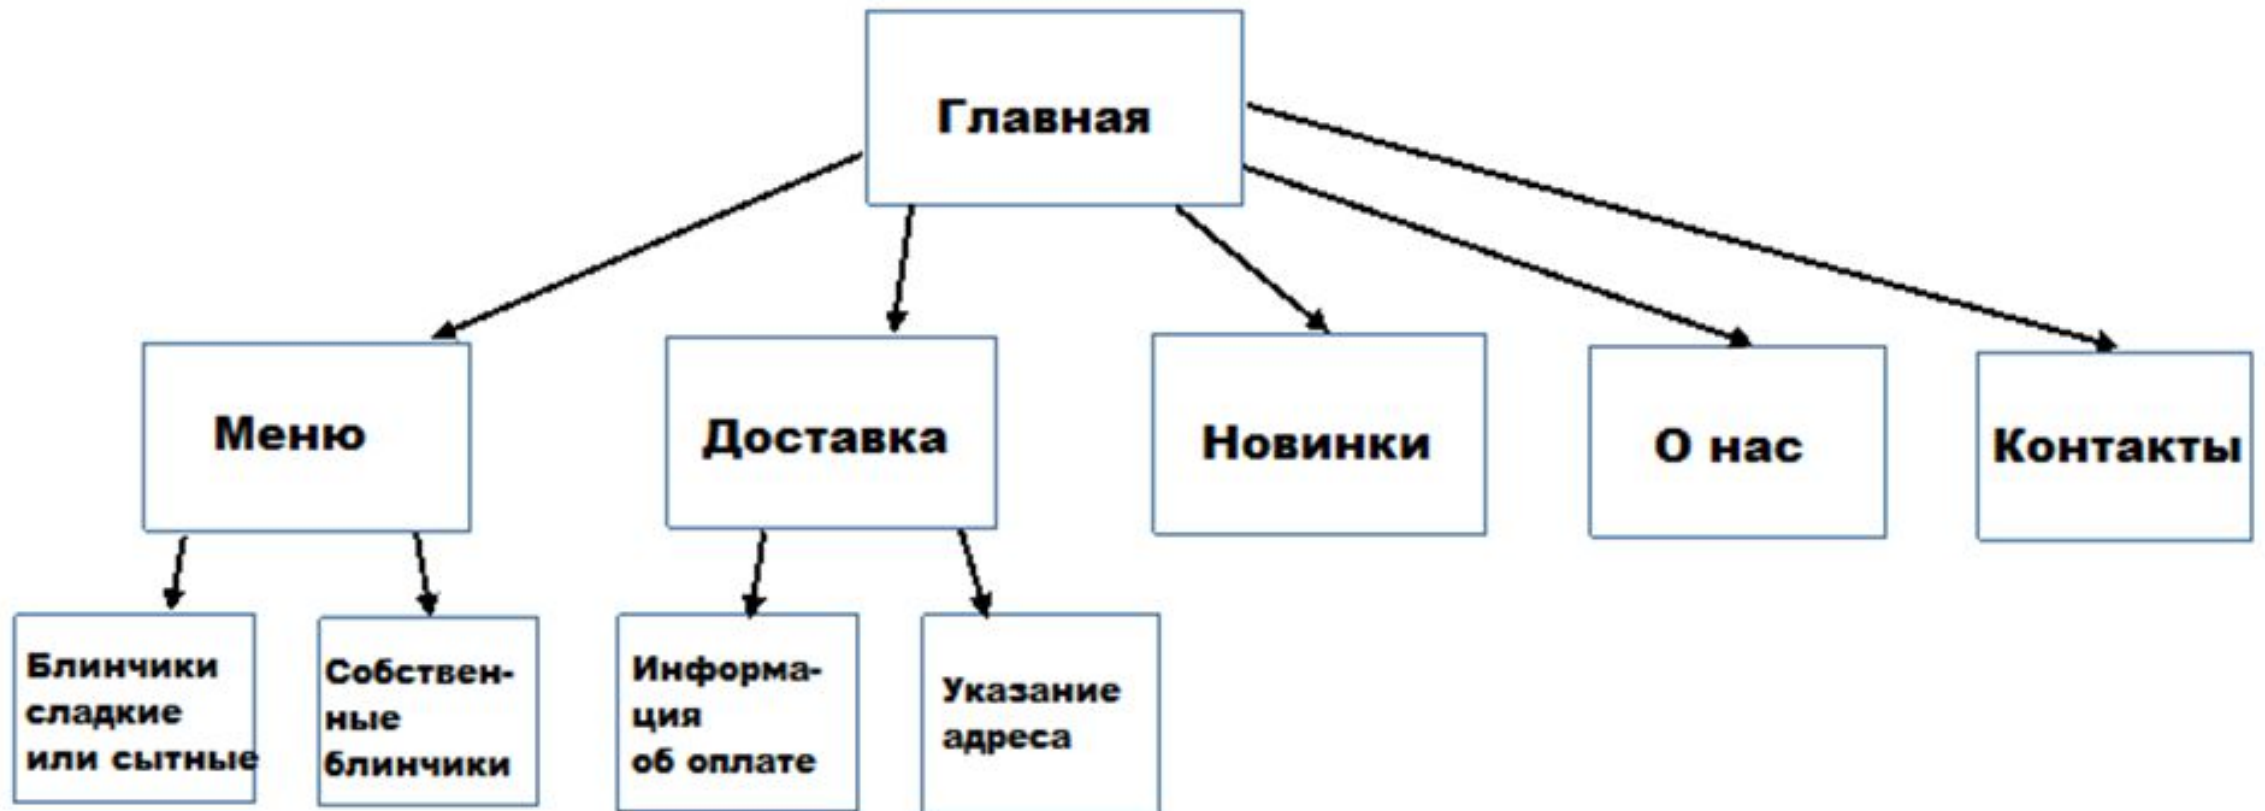 Главная
Меню
Доставка
Новинки
О нас
Контакты
Блинчики
сладкие
или сытные
Собствен-
ные
блинчики
Информа-
ция
об оплате
Указание
адреса